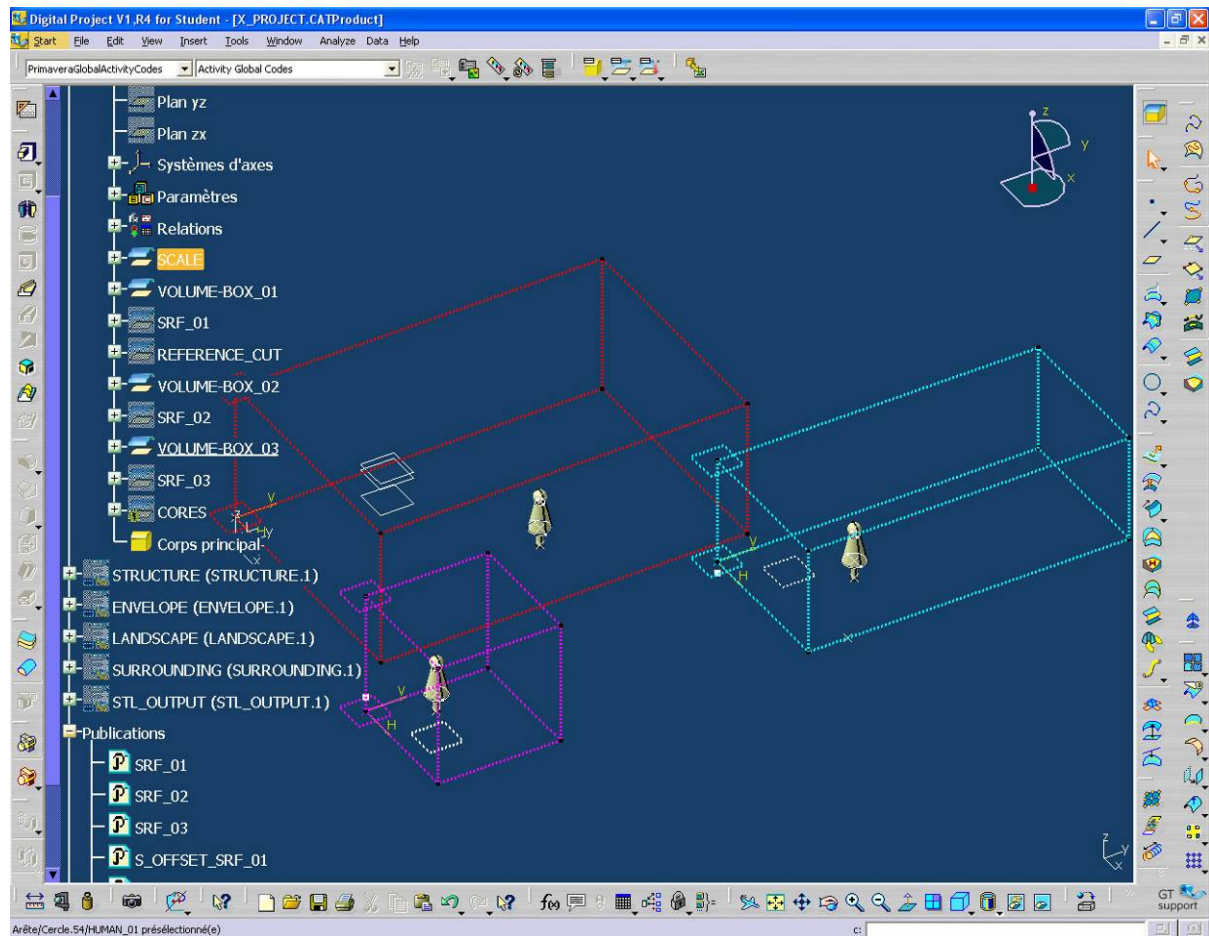 Digital Project V1,R4 for Student - [X_PROJECT.CATProduct]
Start File Edit View Insert Tools Window Analyze Data Help
PrimaveraGlobalActivityCodes Activity Global Codes
Plan yz
Plan zx
Systèmes d'axes
Paramètres
Relations
SCALE
VOLUME-BOX_01
SRF_01
REFERENCE_CUT
VOLUME-BOX_02
SRF_02
VOLUME-BOX_03
SRF_03
CORES
Corps principal
STRUCTURE (STRUCTURE.1)
ENVELOPE (ENVELOPE.1)
LANDSCAPE (LANDSCAPE.1)
SURROUNDING (SURROUNDING.1)
STL_OUTPUT (STL_OUTPUT.1)
Publications
SRF_01
SRF_02
SRF_03
S_OFFSET_SRF_01
z
y
x
V
H
y
x
V
H
V
H
z
y
x
f(x)
GT
support
Arête/Cercle.54/HUMAN_01 présélectionné(e)
c: